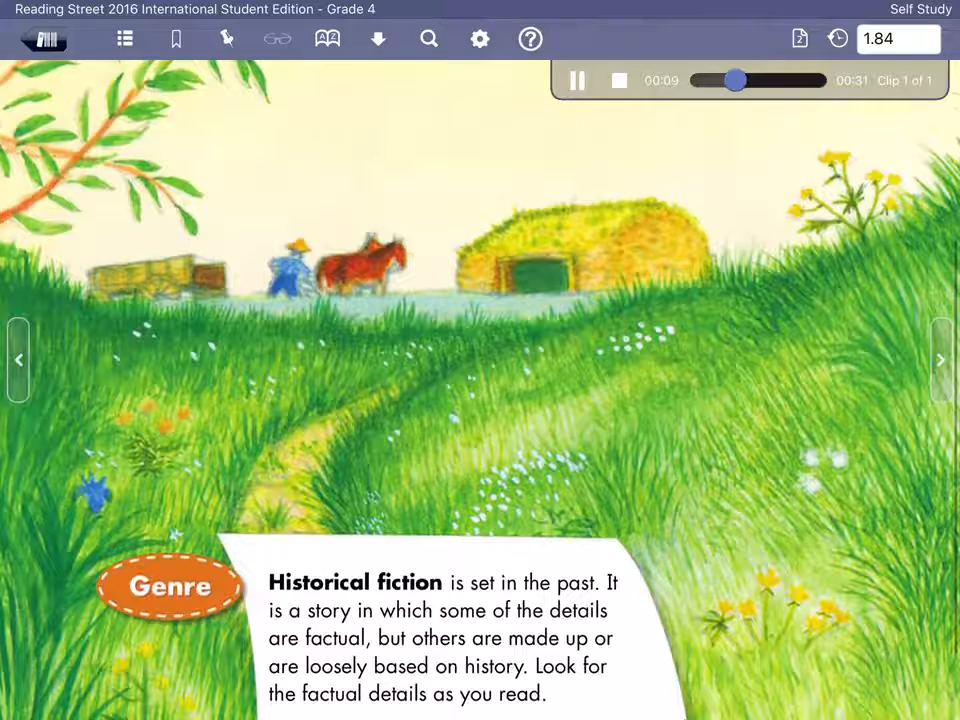 Reading Street 2016 International Student Edition - Grade 4
Self Study
A Z
2
1.84
00:09
00:31
Clip 1 of 1
Genre
Historical fiction is set in the past. It
is a story in which some of the details
are factual, but others are made up or
are loosely based on history. Look for
the factual details as you read.